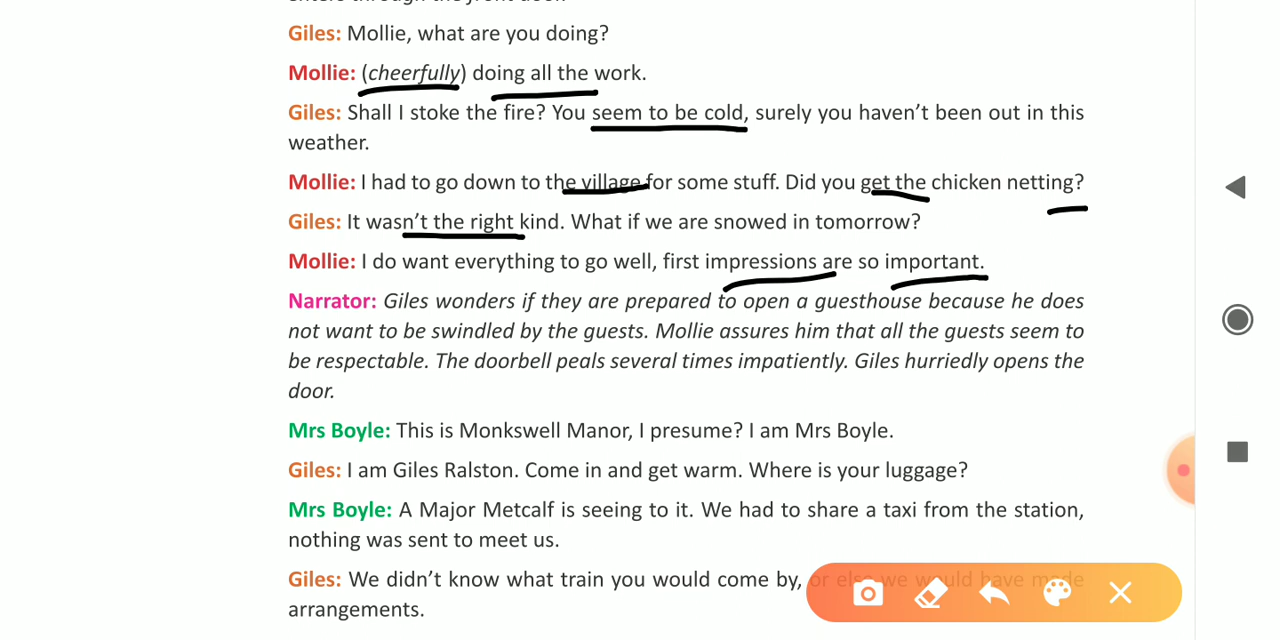 Giles: Mollie, what are you doing?
Mollie: (cheerfully) doing all the work.
Giles: Shall I stoke the fire? You seem to be cold, surely you haven't been out in this
weather.
Mollie: I had to go down to the village for some stuff. Did you get the chicken netting?
Giles: It wasn't the right kind. What if we are snowed in tomorrow?
Mollie: I do want everything to go well, first impressions are so important.
Narrator: Giles wonders if they are prepared to open a guesthouse because he does
not want to be swindled by the guests. Mollie assures him that all the guests seem to
be respectable. The doorbell peals several times impatiently. Giles hurriedly opens the
door.
Mrs Boyle: This is Monkswell Manor, I presume? I am Mrs Boyle.
Giles: I am Giles Ralston. Come in and get warm. Where is your luggage?
Mrs Boyle: A Major Metcalf is seeing to it. We had to share a taxi from the station,
nothing was sent to meet us.
Giles: We didn't know what train you would come by, or else we would have made
arrangements.